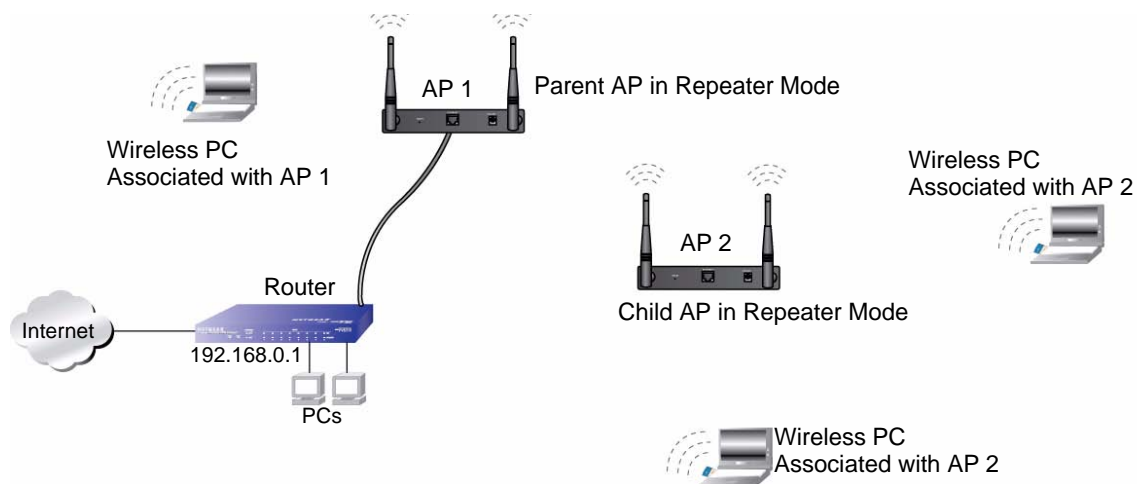 AP 1
Parent AP in Repeater Mode
Wireless PC
Associated with AP 1
Wireless PC
Associated with AP 2
AP 2
Router
Child AP in Repeater Mode
Internet
192.168.0.1
PCs
Wireless PC
Associated with AP 2